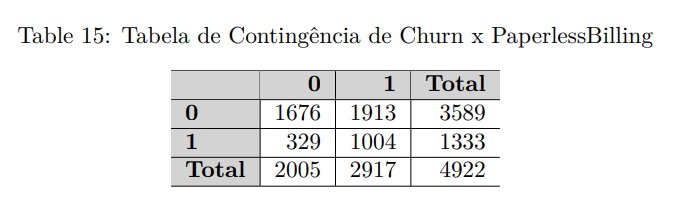 Table 15: Tabela de Contingência de Churn x PaperlessBilling
0 1 Total
0 1676 1913 3589
1 329 1004 1333
Total 2005 2917 4922